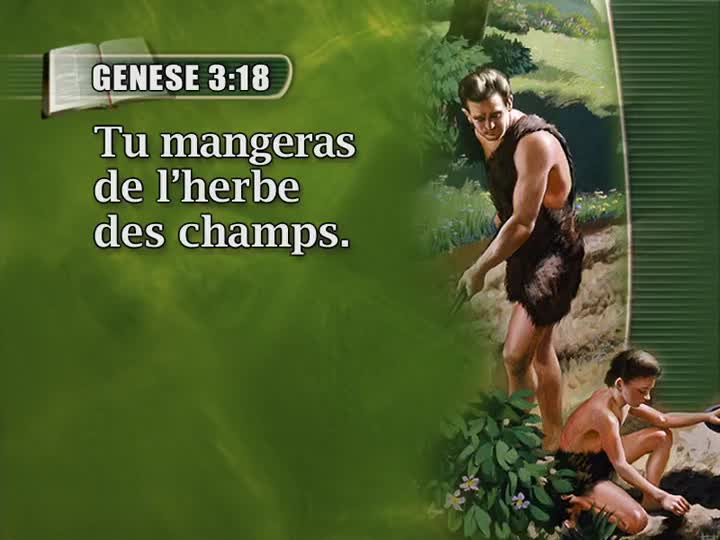 GENESE 3:18
Tu mangeras
de l’herbe
des champs.